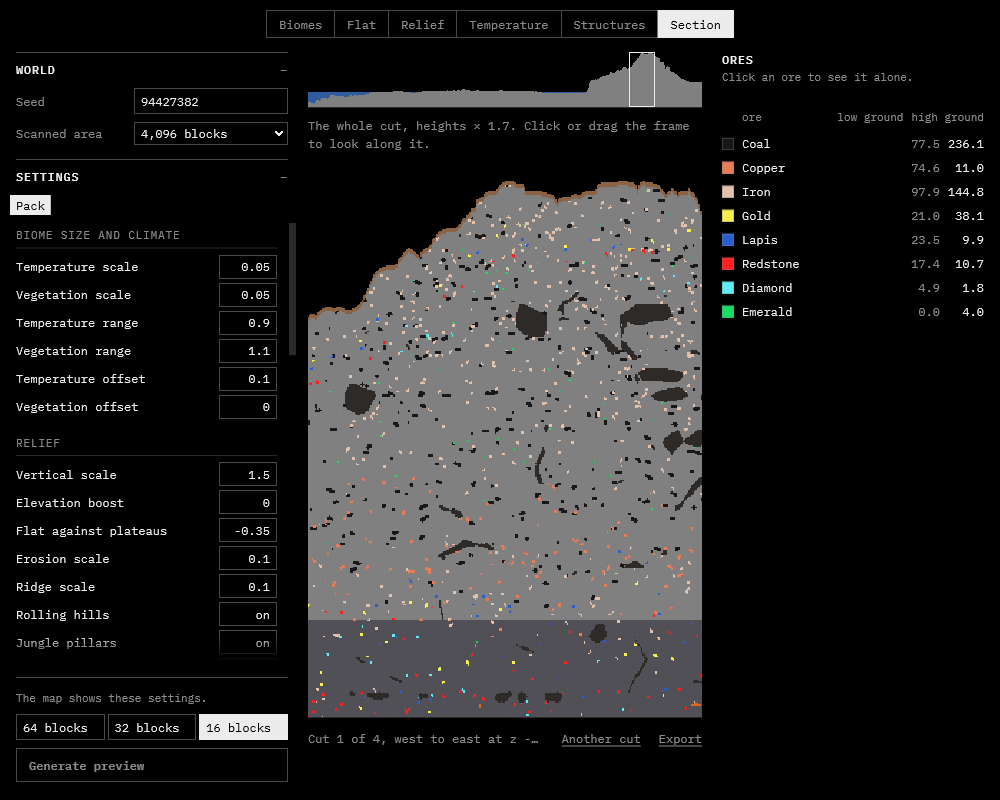 Biomes Flat Relief Temperature Structures Section
WORLD −
Seed 94427382
Scanned area 4,096 blocks
SETTINGS −
Pack
BIOME SIZE AND CLIMATE
Temperature scale 0.05
Vegetation scale 0.05
Temperature range 0.9
Vegetation range 1.1
Temperature offset 0.1
Vegetation offset 0
RELIEF
Vertical scale 1.5
Elevation boost 0
Flat against plateaus -0.35
Erosion scale 0.1
Ridge scale 0.1
Rolling hills on
Jungle pillars on
The map shows these settings.
64 blocks 32 blocks 16 blocks
Generate preview
The whole cut, heights × 1.7. Click or drag the frame
to look along it.
Cut 1 of 4, west to east at z -… Another cut Export
ORES
Click an ore to see it alone.
ore low ground high ground
Coal 77.5 236.1
Copper 74.6 11.0
Iron 97.9 144.8
Gold 21.0 38.1
Lapis 23.5 9.9
Redstone 17.4 10.7
Diamond 4.9 1.8
Emerald 0.0 4.0